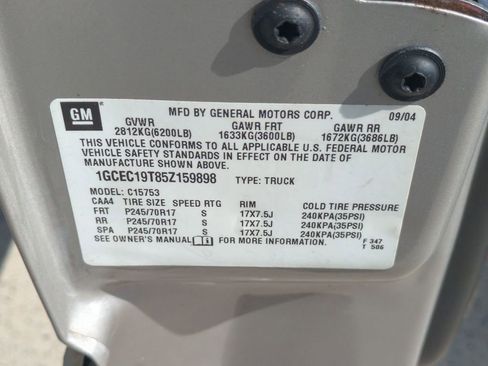 GM MFD BY GENERAL MOTORS CORP. 09/04
GVWR GAWR FRT GAWR RR
2812KG(6200LB) 1633KG(3600LB) 1672KG(3686LB)
THIS VEHICLE CONFORMS TO ALL APPLICABLE U.S. FEDERAL MOTOR
VEHICLE SAFETY STANDARDS IN EFFECT ON THE DATE OF
MANUFACTURE SHOWN ABOVE.
1GCEC19T85Z159898 TYPE: TRUCK
MODEL: C15753
CAA4 TIRE SIZE SPEED RTG RIM COLD TIRE PRESSURE
FRT P245/70R17 S 17X7.5J 240KPA(35PSI)
RR P245/70R17 S 17X7.5J 240KPA(35PSI)
SPA P245/70R17 S 17X7.5J 240KPA(35PSI)
SEE OWNER'S MANUAL FOR MORE INFORMATION. F 347
T 586